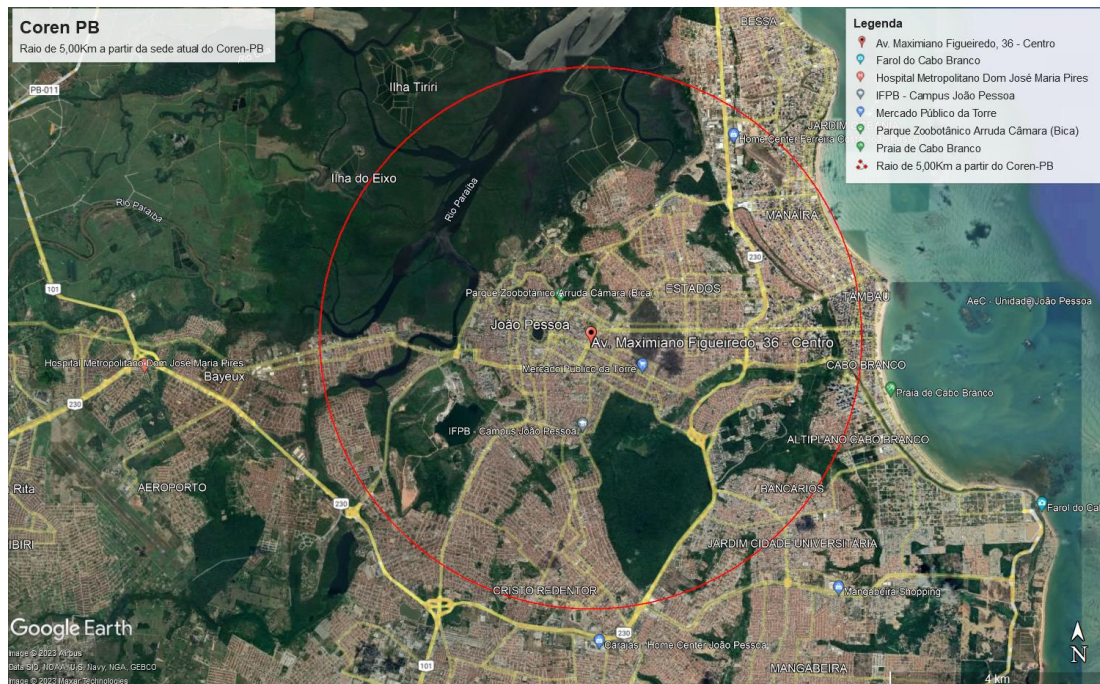 Coren PB
Raio de 5,00Km a partir da sede atual do Coren-PB
Legenda
Av. Maximiano Figueiredo, 36 - Centro
Farol do Cabo Branco
Hospital Metropolitano Dom José Maria Pires
IFPB - Campus João Pessoa
Mercado Público da Torre
Parque Zoobotânico Arruda Câmara (Bica)
Praia de Cabo Branco
Raio de 5,00Km a partir do Coren-PB
BESSA
PB-011
Ilha Tiriri
JARDIM
Home Center Ferreira
Ilha do Eixo
Rio Paraíba
Rio Paraíba
MANAÍRA
230
101
Parque Zoobotânico Arruda Câmara (Bica)
ESTADOS
TAMBAÚ
AeC - Unidade João Pessoa
João Pessoa
Av. Maximiano Figueiredo, 36 - Centro
Hospital Metropolitano Dom José Maria Pires
Bayeux
Mercado Público da Torre
CABO BRANCO
Praia de Cabo Branco
230
IFPB - Campus João Pessoa
ALTIPLANO CABO BRANCO
Rita
AEROPORTO
BANCÁRIOS
230
Farol do
IBIRI
JARDIM CIDADE UNIVERSITÁRIA
CRISTO REDENTOR
Mangabeira Shopping
Google Earth
230
Carajás - Home Center João Pessoa
Image © 2023 Airbus
Data SIO, NOAA, U.S. Navy, NGA, GEBCO
Image © 2023 Maxar Technologies
101
MANGABEIRA
N
4 km